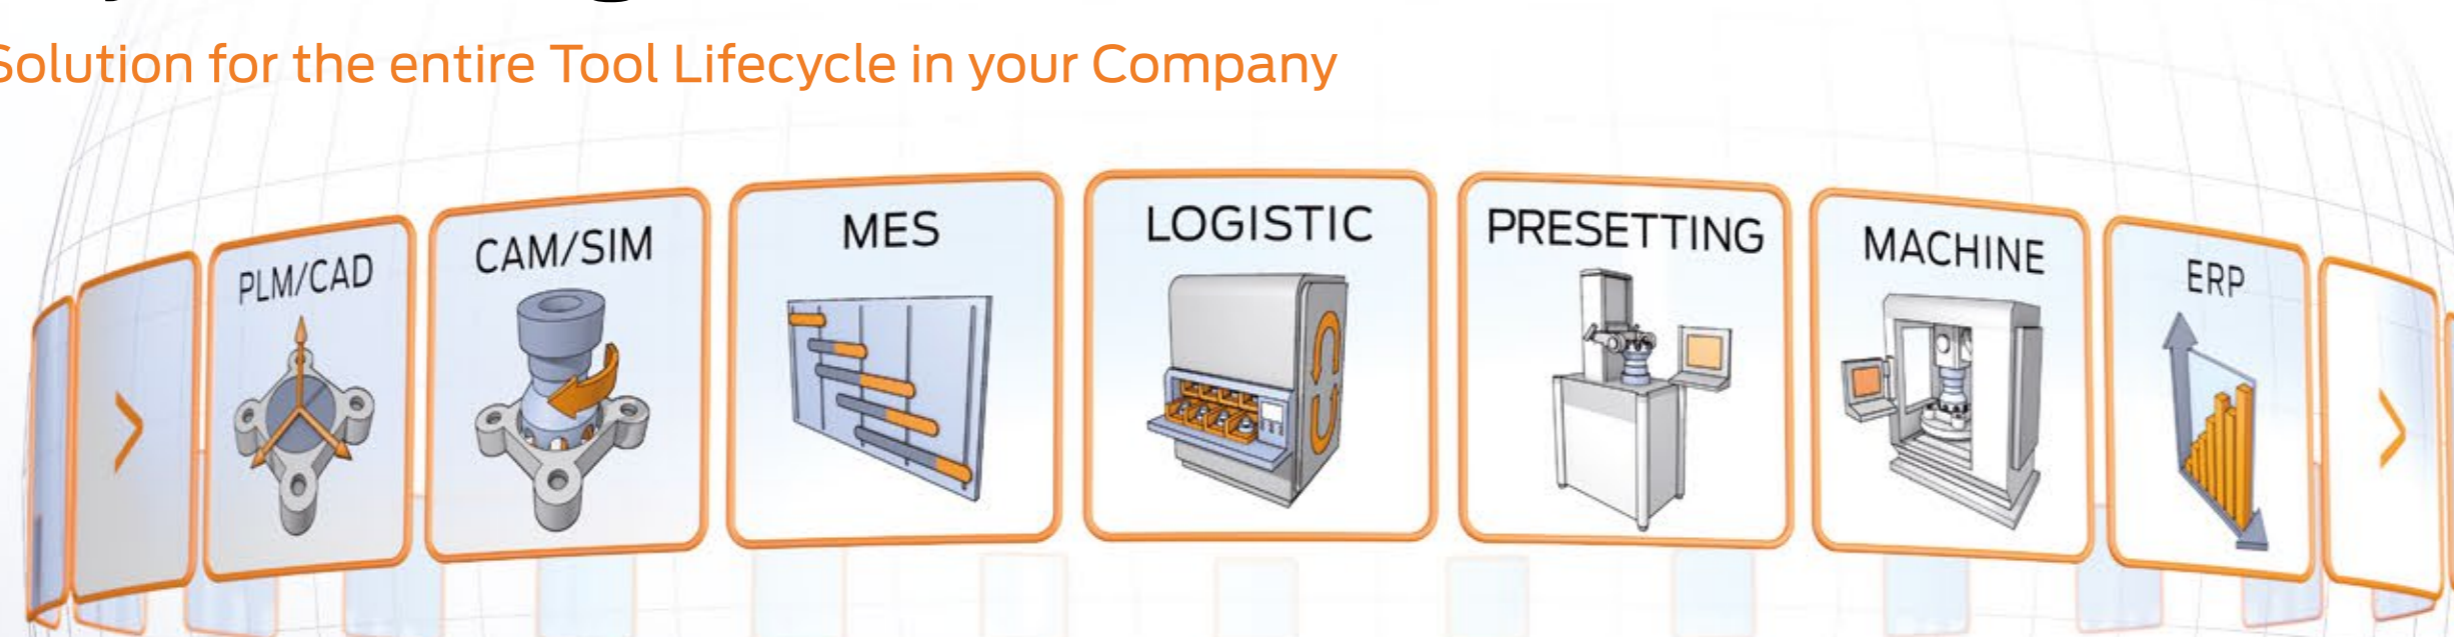 Solution for the entire Tool Lifecycle in your Company
PLM/CAD
CAM/SIM
MES
LOGISTIC
PRESETTING
MACHINE
ERP